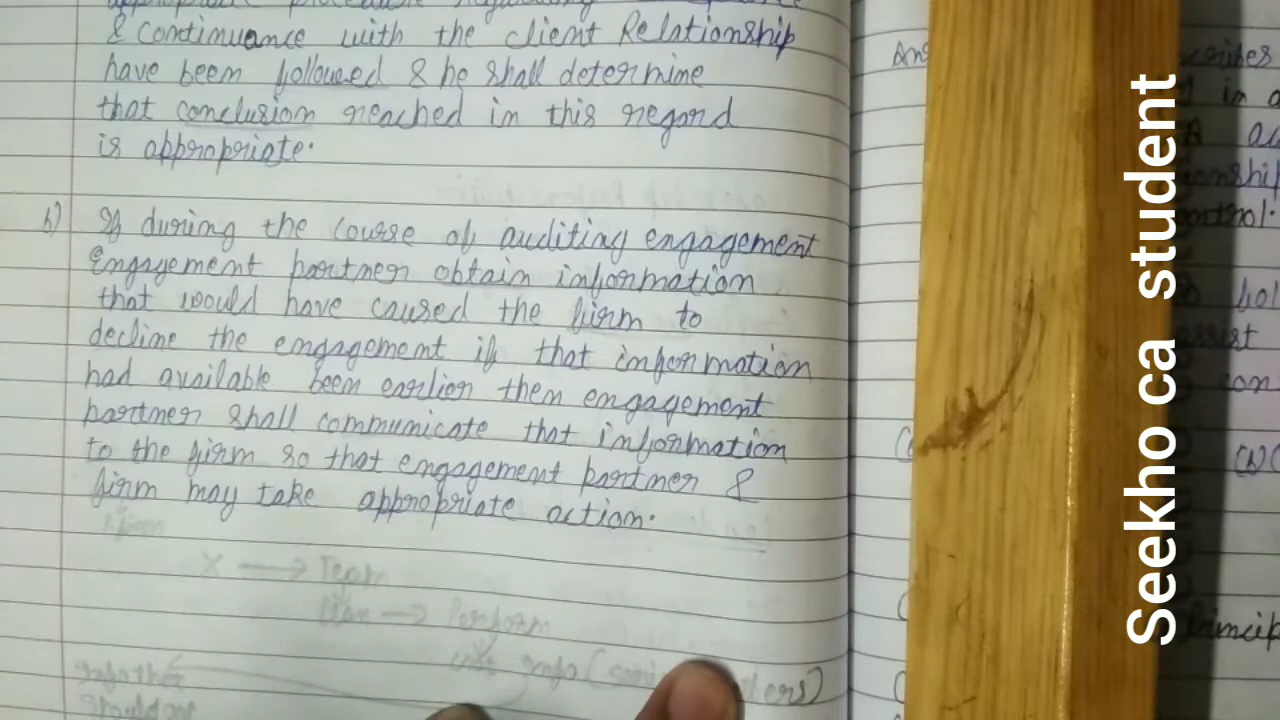 & continuance with the client Relationship
have been followed & he shall determine
that conclusion reached in this regard
is appropriate.
b) If during the course of auditing engagement
Engagement partner obtain information
that would have caused the firm to
decline the engagement if that information
had available been earlier them engagement
partner shall communicate that information
to the firm so that engagement partner &
firm may take appropriate action.
Ans
Seekho ca student